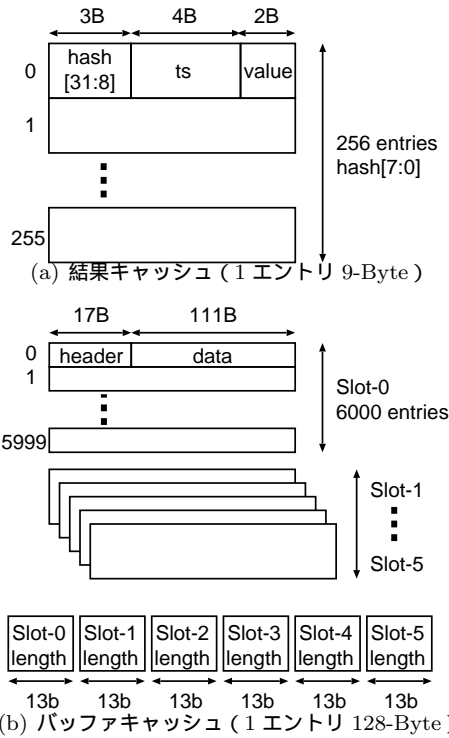 3B 4B 2B
0 hash [31:8] ts value
1
256 entries
hash[7:0]
255
(a) 結果キャッシュ ( 1 エントリ 9-Byte )
17B 111B
0 header data
1
Slot-0
6000 entries
5999
Slot-1
Slot-5
Slot-0 Slot-1 Slot-2 Slot-3 Slot-4 Slot-5
length length length length length length
13b 13b 13b 13b 13b 13b
(b) バッファキャッシュ ( 1 エントリ 128-Byte )